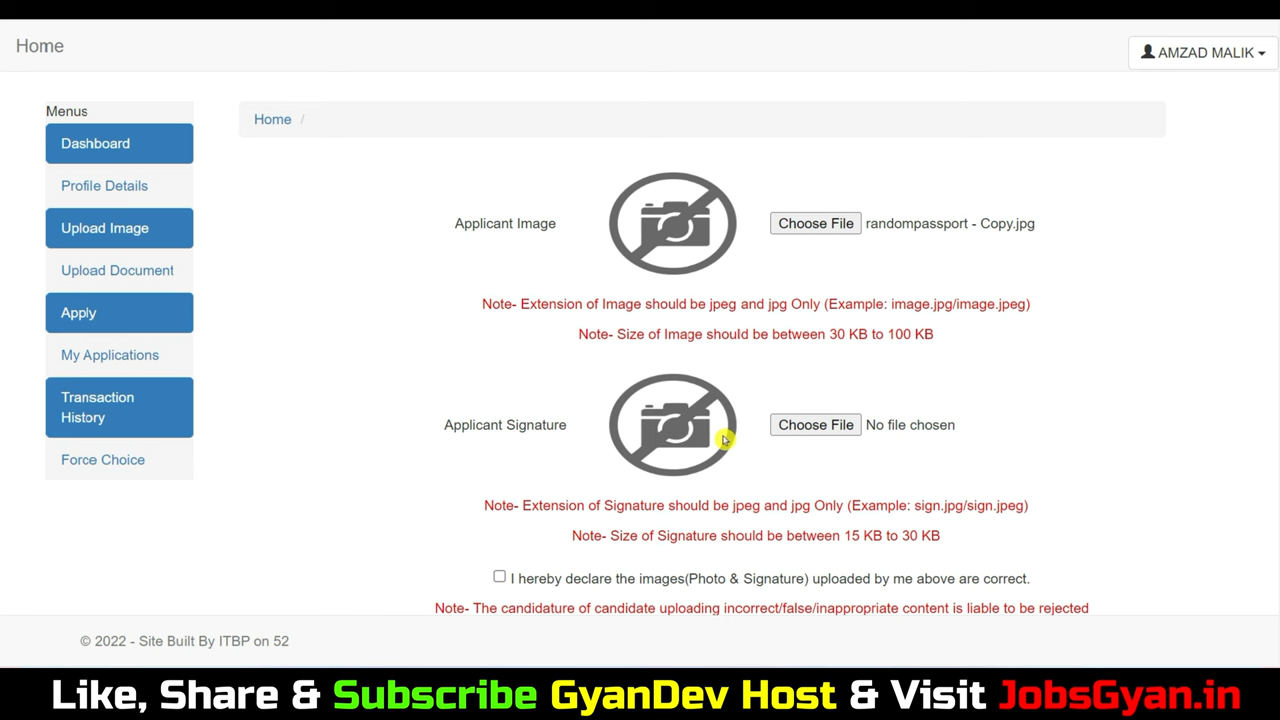 Home
AMZAD MALIK
Menus
Dashboard
Profile Details
Upload Image
Upload Document
Apply
My Applications
Transaction
History
Force Choice
Home /
Applicant Image
Choose File randompassport - Copy.jpg
Note- Extension of Image should be jpeg and jpg Only (Example: image.jpg/image.jpeg)
Note- Size of Image should be between 30 KB to 100 KB
Applicant Signature
Choose File No file chosen
Note- Extension of Signature should be jpeg and jpg Only (Example: sign.jpg/sign.jpeg)
Note- Size of Signature should be between 15 KB to 30 KB
I hereby declare the images(Photo & Signature) uploaded by me above are correct.
Note- The candidature of candidate uploading incorrect/false/inappropriate content is liable to be rejected
© 2022 - Site Built By ITBP on 52
Like, Share & Subscribe GyanDev Host & Visit JobsGyan.in